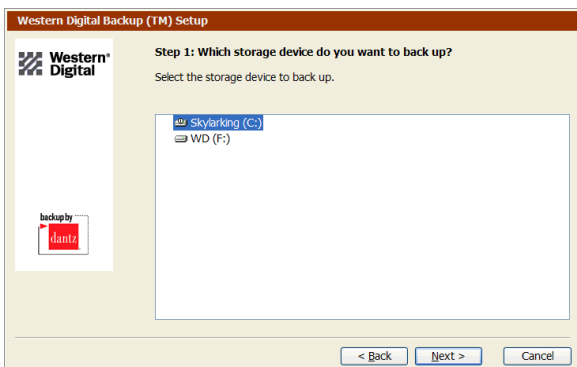 Western Digital Backup (TM) Setup
Western®
Digital
Step 1: Which storage device do you want to back up?
Select the storage device to back up.
Skylarking (C:)
WD (F:)
backup by
dantz
< Back
Next >
Cancel